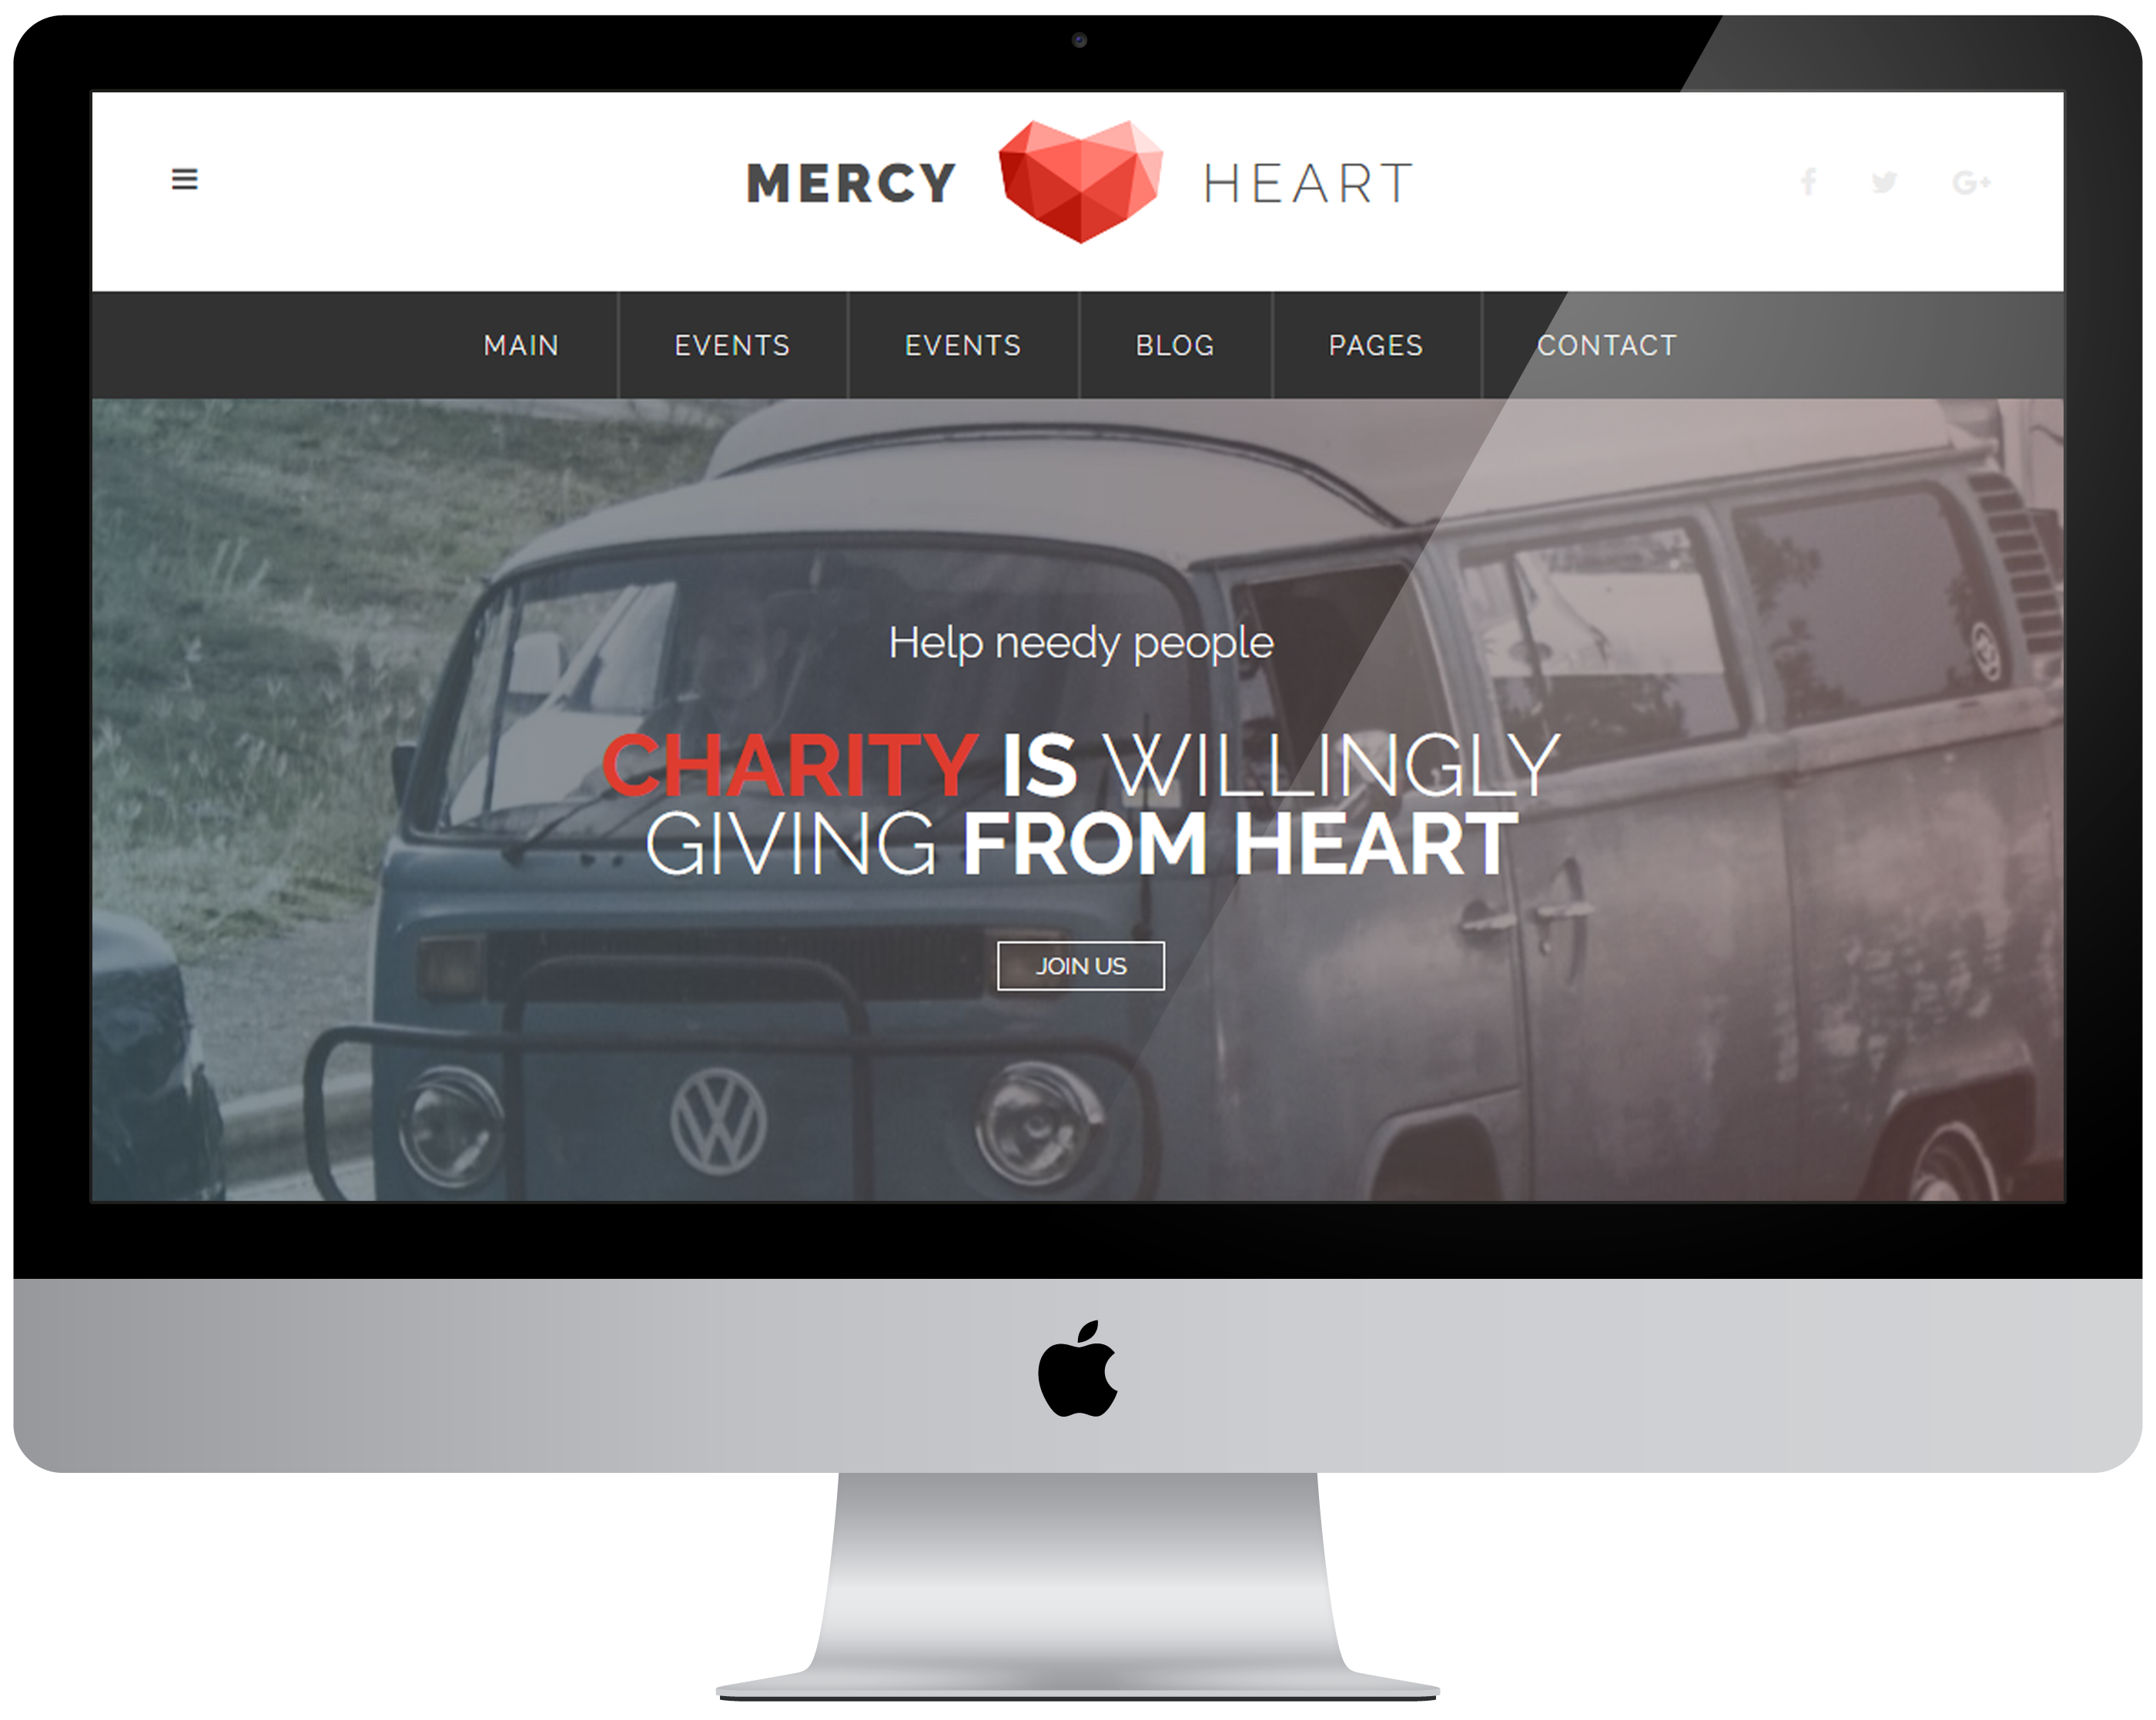 MERCY HEART
MAIN EVENTS EVENTS BLOG PAGES CONTACT
Help needy people
CHARITY IS WILLINGLY
GIVING FROM HEART
JOIN US